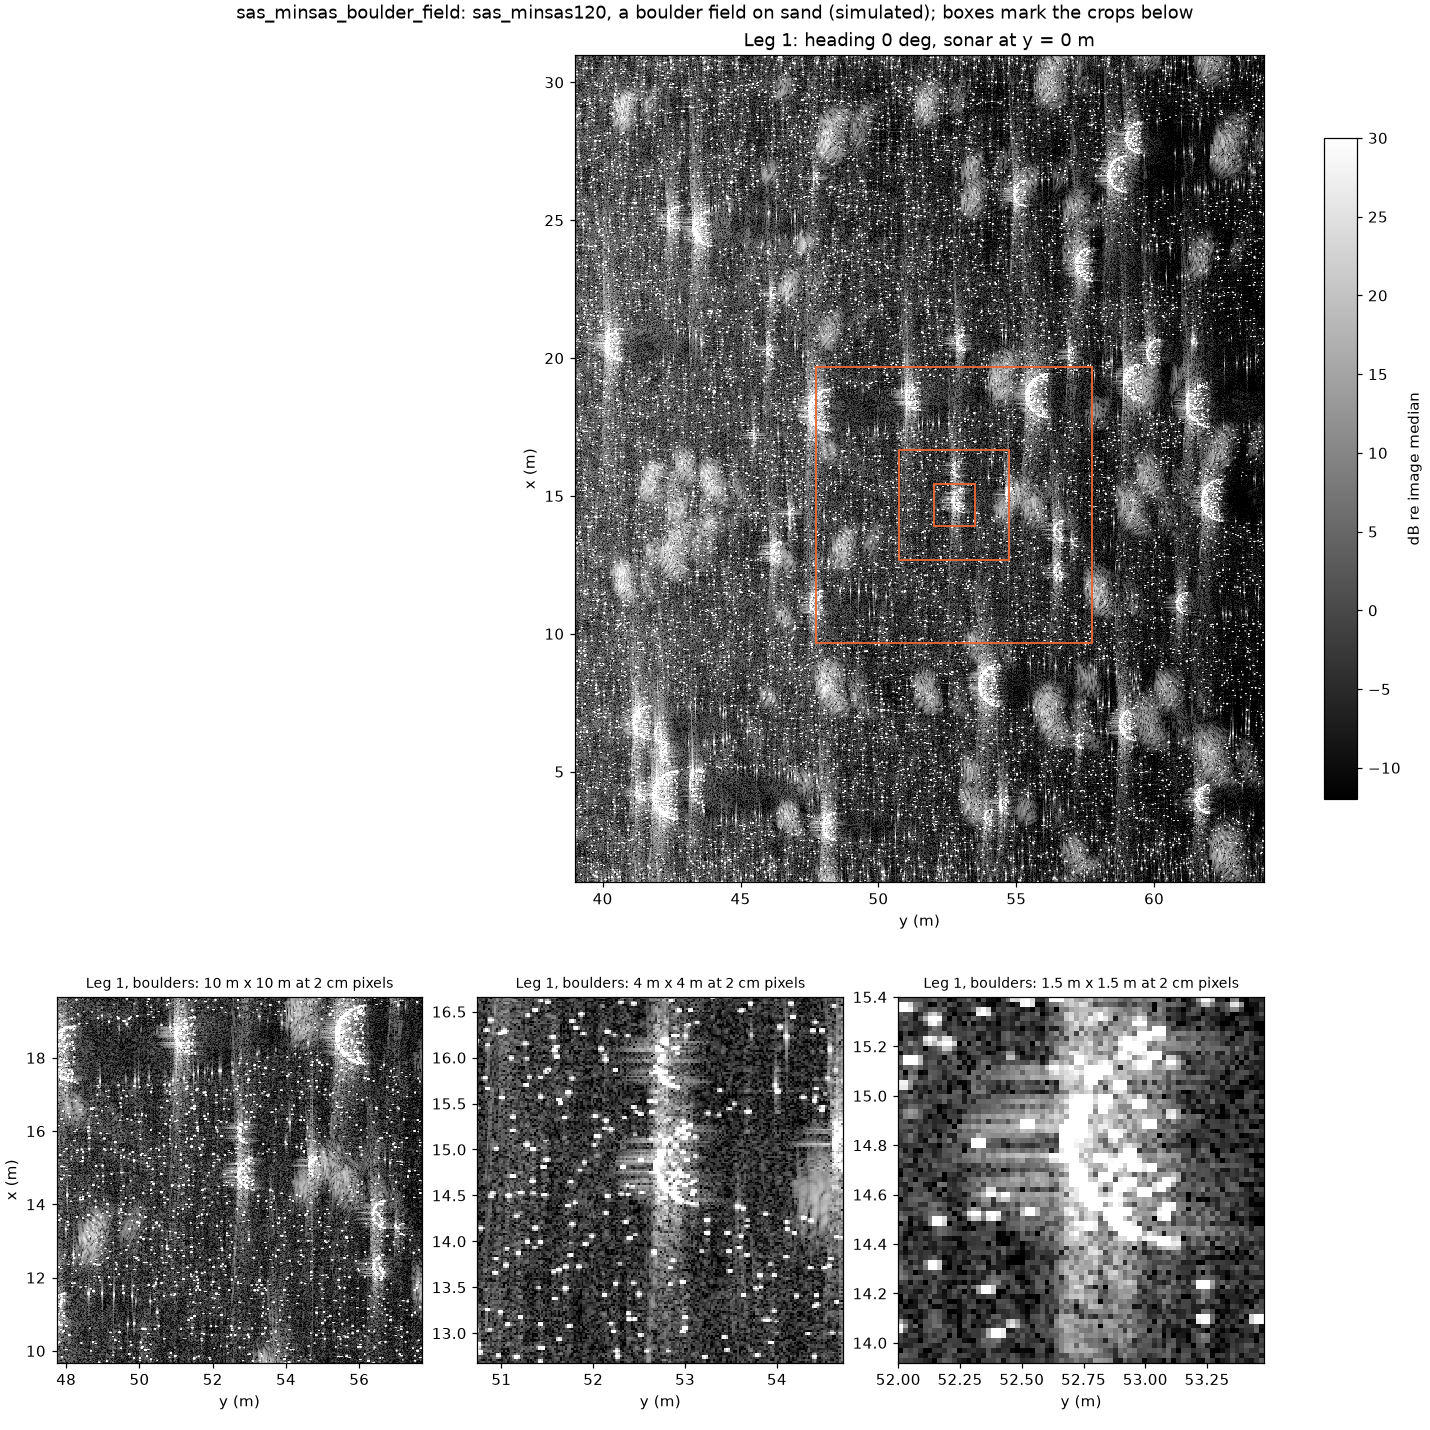 sas_minsas_boulder_field: sas_minsas120, a boulder field on sand (simulated); boxes mark the crops below
Leg 1: heading 0 deg, sonar at y = 0 m
30
25
20
15
10
5
x (m)
40 45 50 55 60
y (m)
30
25
20
15
10
5
0
−5
−10
dB re image median
Leg 1, boulders: 10 m x 10 m at 2 cm pixels
18
16
14
12
10
x (m)
48 50 52 54 56
y (m)
Leg 1, boulders: 4 m x 4 m at 2 cm pixels
16.5
16.0
15.5
15.0
14.5
14.0
13.5
13.0
51 52 53 54
y (m)
Leg 1, boulders: 1.5 m x 1.5 m at 2 cm pixels
15.4
15.2
15.0
14.8
14.6
14.4
14.2
14.0
52.00 52.25 52.50 52.75 53.00 53.25
y (m)